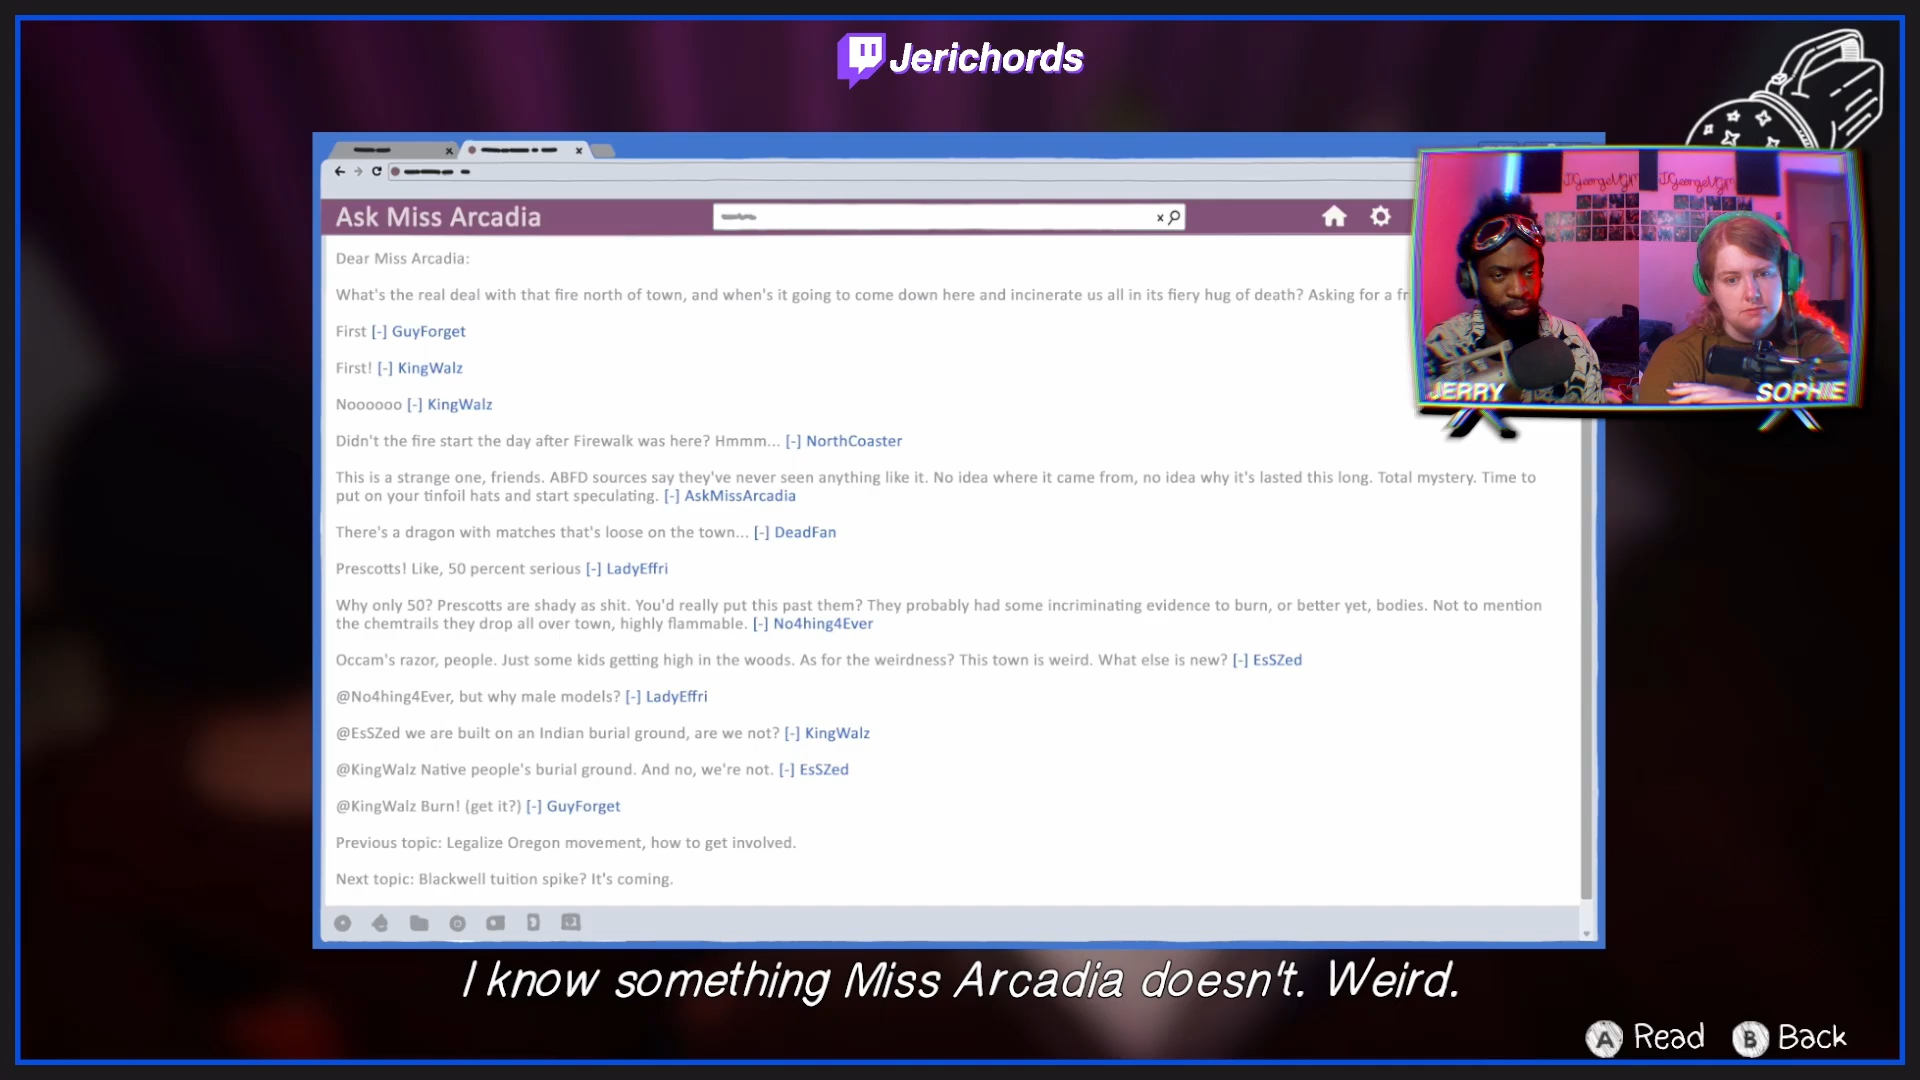 Jerichords
Ask Miss Arcadia
Dear Miss Arcadia:
What's the real deal with that fire north of town, and when's it going to come down here and incinerate us all in its fiery hug of death? Asking for a
First [-] GuyForget
First! [-] KingWalz
Noooooo [-] KingWalz
Didn't the fire start the day after Firewalk was here? Hmmm... [-] NorthCoaster
This is a strange one, friends. ABFD sources say they've never seen anything like it. No idea where it came from, no idea why it's lasted this long. Total mystery. Time to
put on your tinfoil hats and start speculating. [-] AskMissArcadia
There's a dragon with matches that's loose on the town... [-] DeadFan
Prescotts! Like, 50 percent serious [-] LadyEffri
Why only 50? Prescotts are shady as shit. You'd really put this past them? They probably had some incriminating evidence to burn, or better yet, bodies. Not to mention
the chemtrails they drop all over town, highly flammable. [-] No4hing4Ever
Occam's razor, people. Just some kids getting high in the woods. As for the weirdness? This town is weird. What else is new? [-] EsSZed
@No4hing4Ever, but why male models? [-] LadyEffri
@EsSZed we are built on an Indian burial ground, are we not? [-] KingWalz
@KingWalz Native people's burial ground. And no, we're not. [-] EsSZed
@KingWalz Burn! (get it?) [-] GuyForget
Previous topic: Legalize Oregon movement, how to get involved.
Next topic: Blackwell tuition spike? It's coming.
JERRY
SOPHIE
I know something Miss Arcadia doesn't. Weird.
A Read B Back